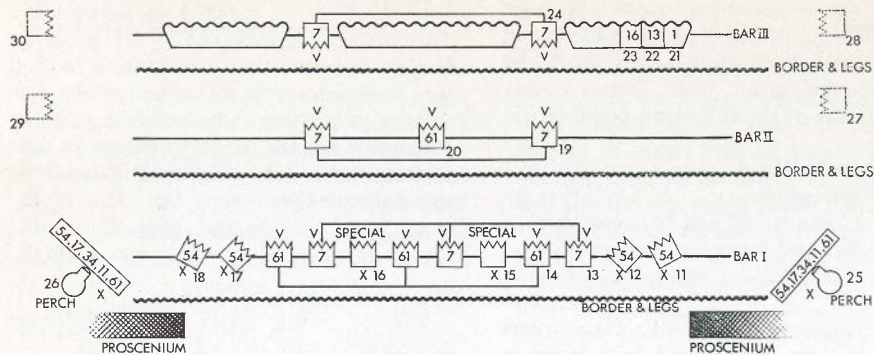 24
30
7
7
16 13 1
BAR III
28
V
V
23 22 21
BORDER & LEGS
29
27
V
V
V
7
61
7
BAR II
20
19
BORDER & LEGS
V
V
SPECIAL
V
V
SPECIAL
V
V
54,17,34,11,61
54
54
61
7
61
7
61
7
54
54
BAR I
54,17,34,11,61
X 18
X 17
X 16
X 15
14
13
X 12
X 11
26
X
PERCH
X
25
PERCH
BORDER & LEGS
PROSCENIUM
PROSCENIUM